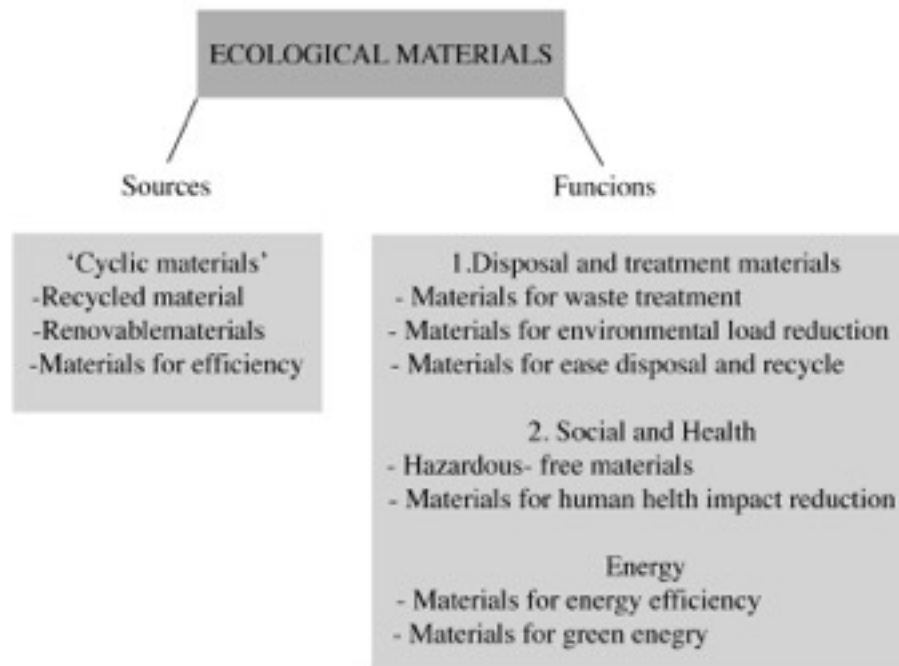 ECOLOGICAL MATERIALS
Sources
Funcions
‘Cyclic materials’
-Recycled material
-Renovablematerials
-Materials for efficiency
1.Disposal and treatment materials
- Materials for waste treatment
- Materials for environmental load reduction
- Materials for ease disposal and recycle
2. Social and Health
- Hazardous- free materials
- Materials for human helth impact reduction
Energy
- Materials for energy efficiency
- Materials for green enegry